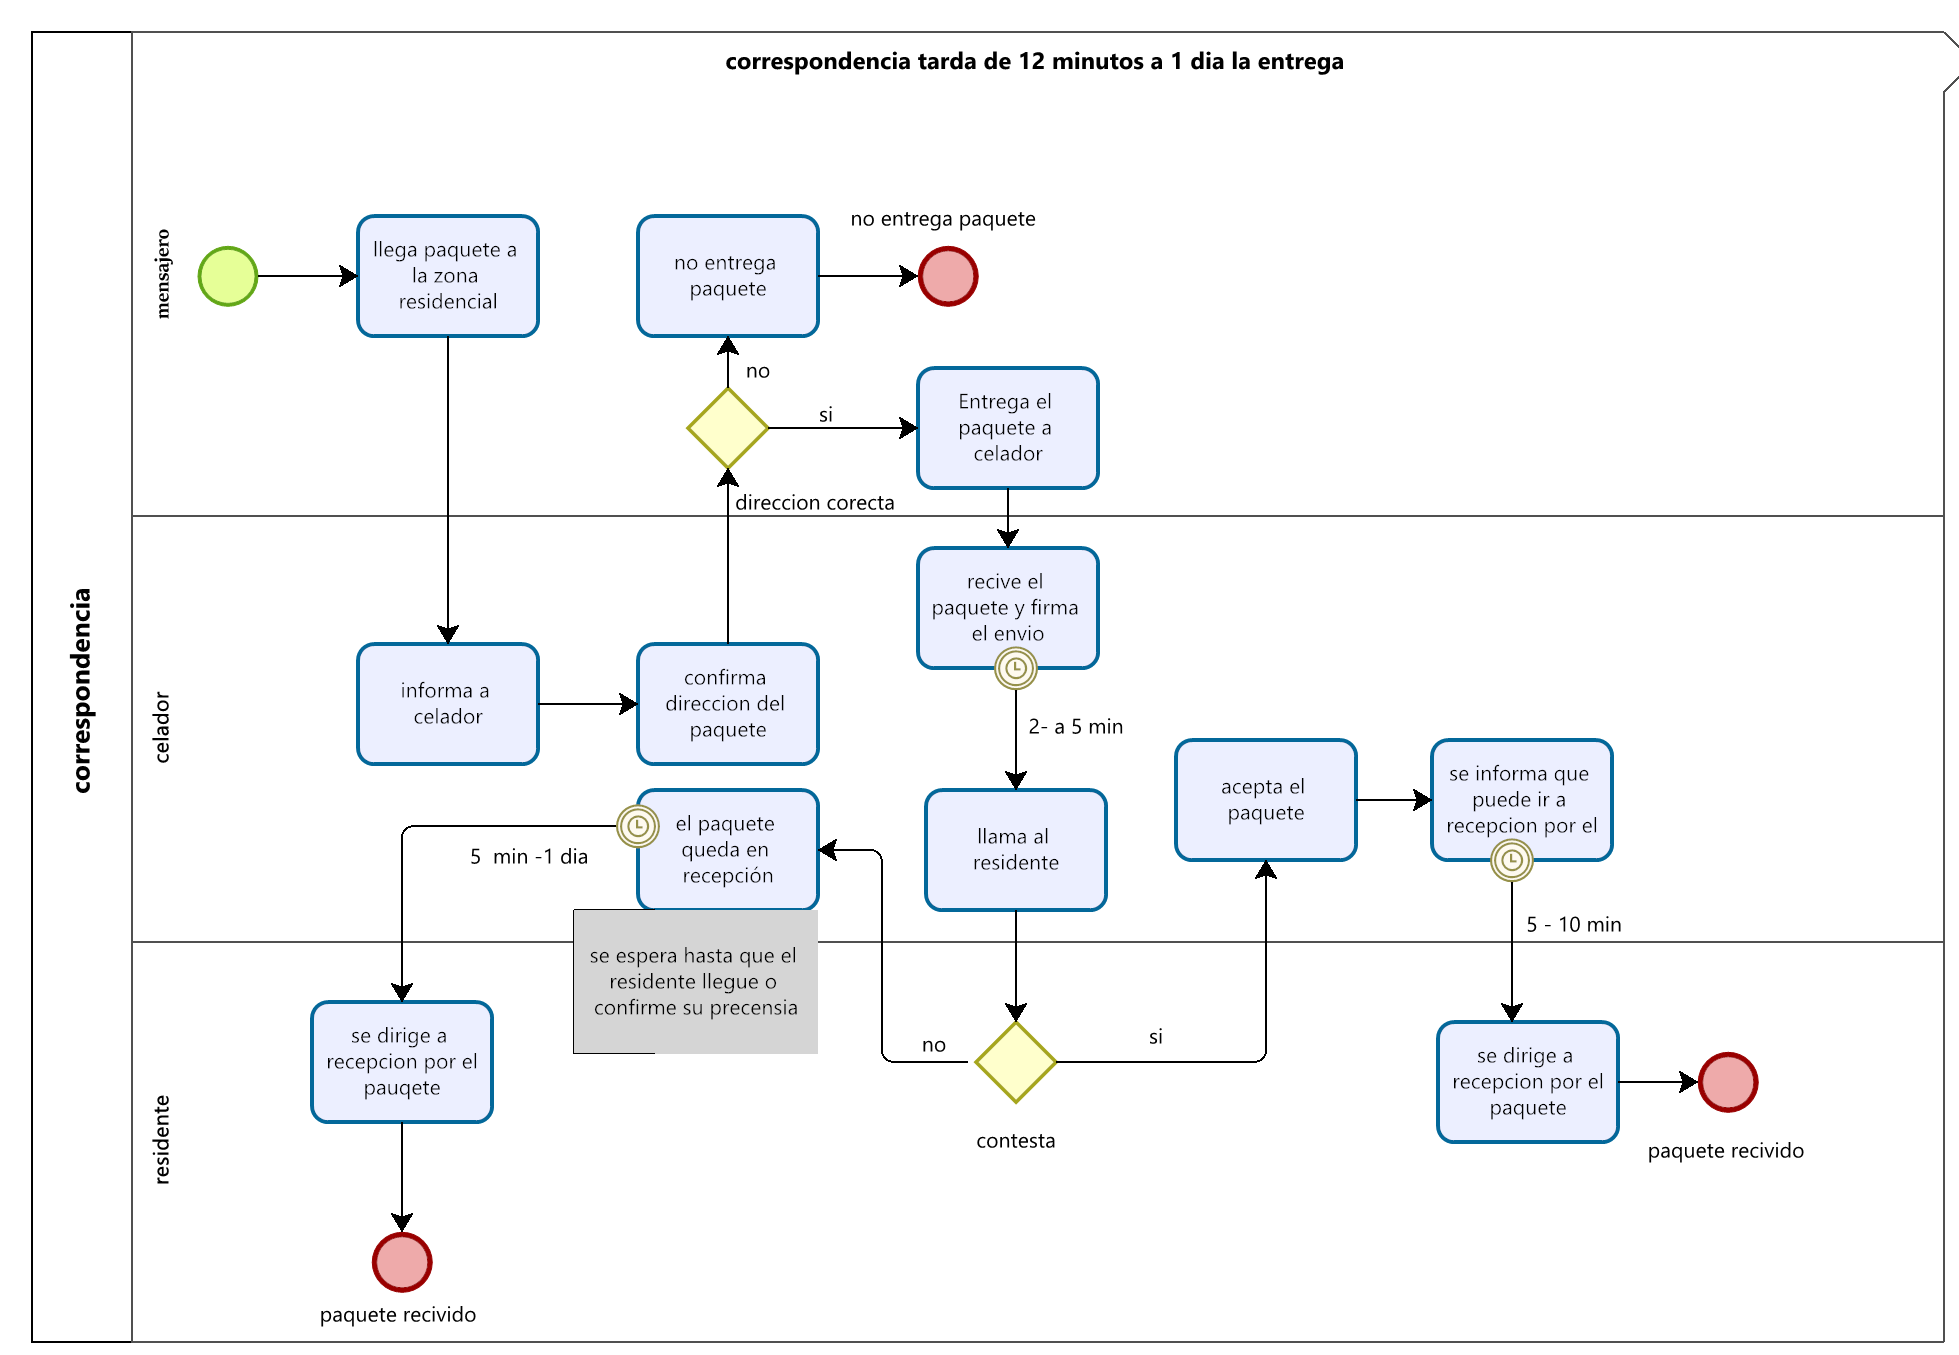 correspondencia tarda de 12 minutos a 1 dia la entrega
correspondencia
mensajero
llega paquete a
la zona
residencial
no entrega
paquete
no entrega paquete
no
si
Entrega el
paquete a
celador
direccion corecta
celador
informa a
celador
confirma
direccion del
paquete
recive el
paquete y firma
el envio
2- a 5 min
llama al
residente
acepta el
paquete
se informa que
puede ir a
recepcion por el
5 - 10 min
el paquete
queda en
recepción
5 min -1 dia
se espera hasta que el
residente llegue o
confirme su precensia
residente
se dirige a
recepcion por el
pauqete
paquete recivido
no
si
contesta
se dirige a
recepcion por el
paquete
paquete recivido